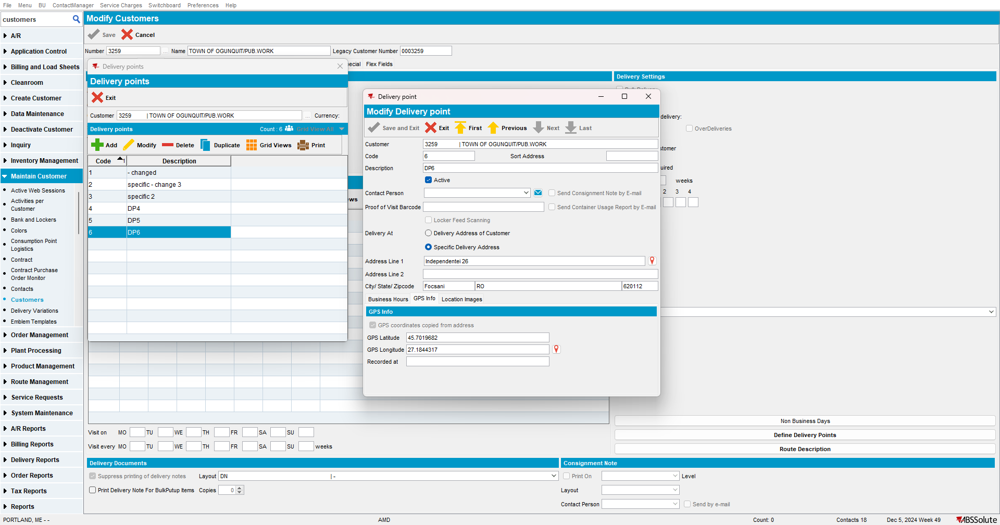 File Menu BU ContactManager Service Charges Switchboard Preferences Help
customers
Modify Customers
Save Cancel
Number 3259 ... Name TOWN OF OGUNQUIT/PUB.WORK Legacy Customer Number 0003259
ecial Flex Fields
A/R
Application Control
Billing and Load Sheets
Cleanroom
Create Customer
Data Maintenance
Deactivate Customer
Inquiry
Inventory Management
Maintain Customer
Active Web Sessions
Activities per
Customer
Bank and Lockers
Colors
Consumption Point
Logistics
Contract
Contract Purchase
Order Monitor
Contacts
Customers
Delivery Variations
Emblem Templates
Order Management
Plant Processing
Product Management
Route Management
Service Requests
System Maintenance
A/R Reports
Billing Reports
Delivery Reports
Order Reports
Tax Reports
Reports
Delivery points
Delivery points
Exit
Customer 3259 | TOWN OF OGUNQUIT/PUB.WORK ... Currency:
Delivery points Count : 6 Grid View All
Add Modify Delete Duplicate Grid Views Print
Code 1 Description
1 - changed
2 specific - change 3
3 specific 2
4 DP4
5 DP5
6 DP6
ews
Delivery point
Modify Delivery point
Save and Exit Exit First Previous Next Last
Customer 3259 | TOWN OF OGUNQUIT/PUB.WORK
Code 6 Sort Address
Description DP6
Active
Contact Person Send Consignment Note by E-mail
Proof of Visit Barcode Send Container Usage Report by E-mail
Locker Feed Scanning
Delivery At Delivery Address of Customer
Specific Delivery Address
Address Line 1 Independentei 26
Address Line 2
City/ State/ Zipcode Focsani RO 620112
Business Hours GPS Info Location Images
GPS Info
GPS coordinates copied from address
GPS Latitude 45.7019682
GPS Longitude 27.1844317
Recorded at
Delivery Settings
delivery:
OverDeliveries
stomer
uired
weeks
2 3 4
Non Business Days
Define Delivery Points
Route Description
Visit on MO TU WE TH FR SA SU
Visit every MO TU WE TH FR SA SU weeks
Delivery Documents
Suppress printing of delivery notes Layout DN | -
Print Delivery Note For BulkPutup Items Copies 0
Consignment Note
Print On Level
Layout
Contact Person Send by e-mail
PORTLAND, ME - - AMD Count: 0 Contacts 18 Dec 5, 2024 Week 49 ABSSolute